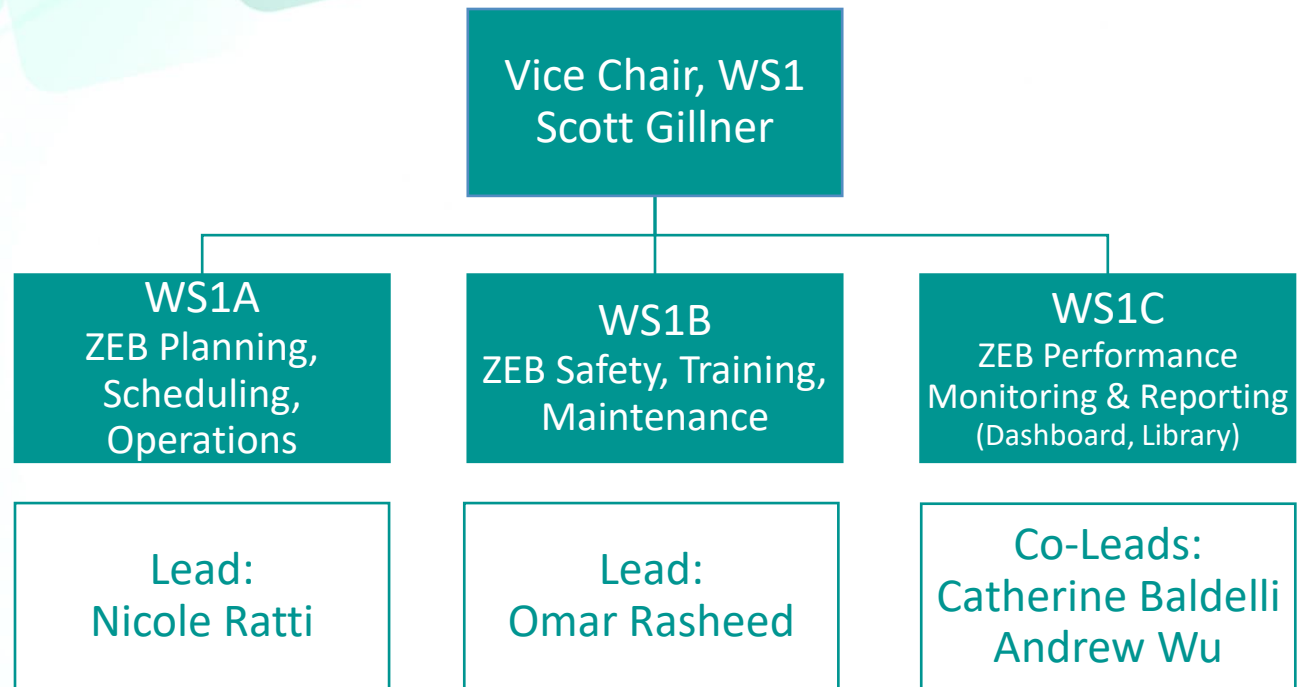 Vice Chair, WS1
Scott Gillner
WS1A
ZEB Planning,
Scheduling,
Operations
WS1B
ZEB Safety, Training,
Maintenance
WS1C
ZEB Performance
Monitoring & Reporting
(Dashboard, Library)
Lead:
Nicole Ratti
Lead:
Omar Rasheed
Co-Leads:
Catherine Baldelli
Andrew Wu